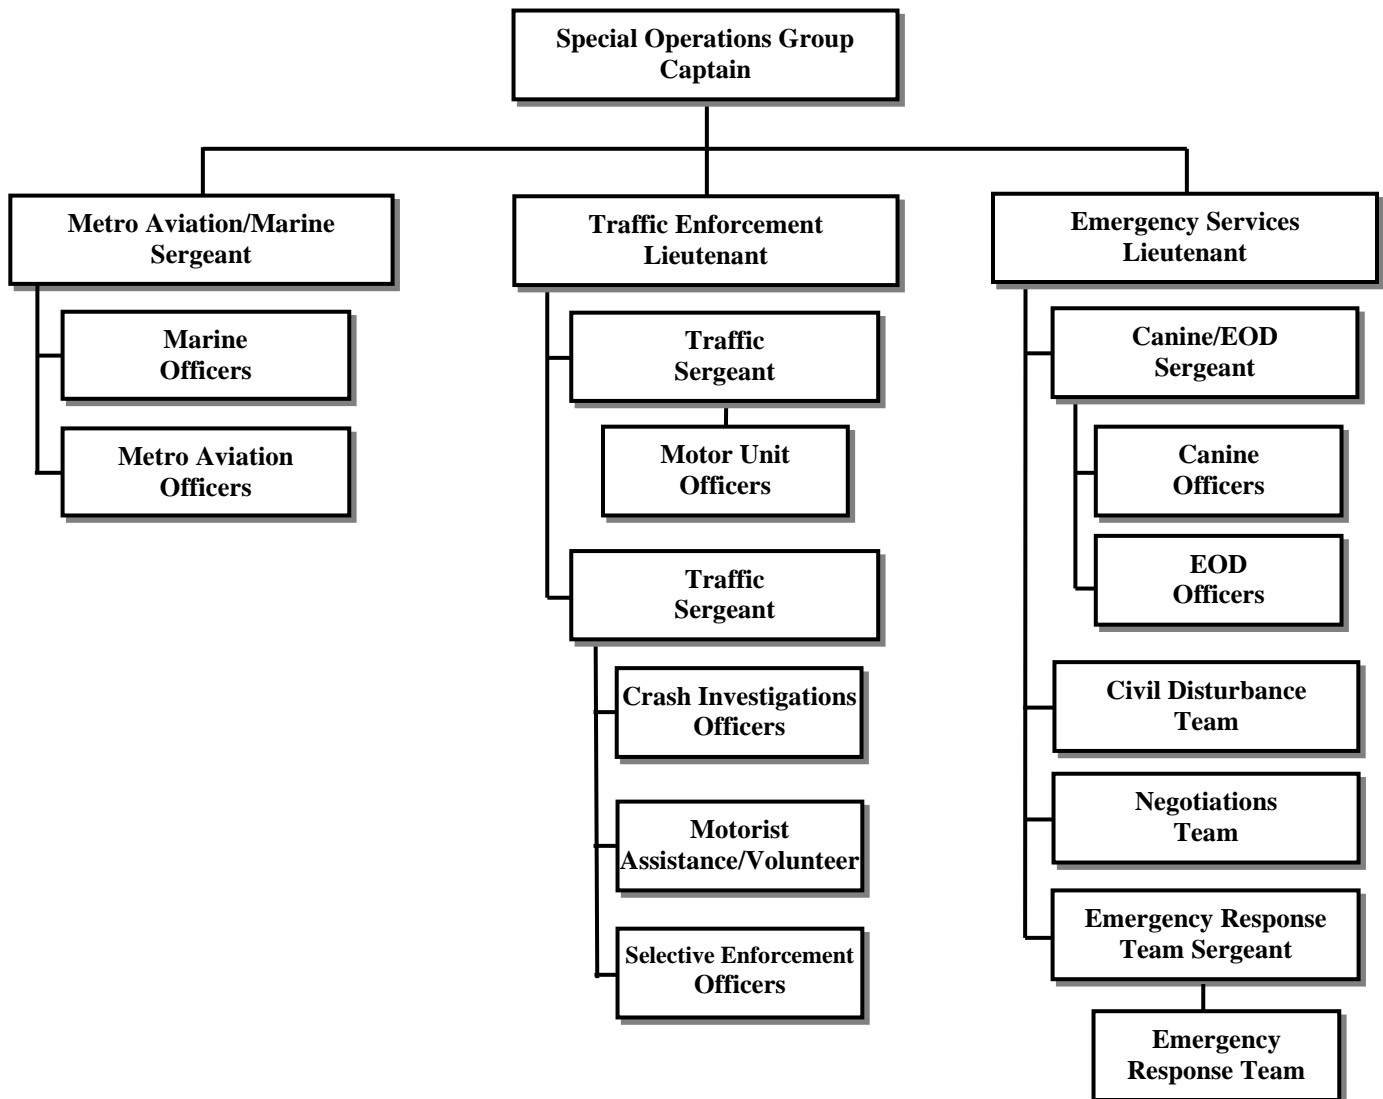 Special Operations Group
Captain
Metro Aviation/Marine
Sergeant
Marine
Officers
Metro Aviation
Officers
Traffic Enforcement
Lieutenant
Traffic
Sergeant
Motor Unit
Officers
Traffic
Sergeant
Crash Investigations
Officers
Motorist
Assistance/Volunteer
Selective Enforcement
Officers
Emergency Services
Lieutenant
Canine/EOD
Sergeant
Canine
Officers
EOD
Officers
Civil Disturbance
Team
Negotiations
Team
Emergency Response
Team Sergeant
Emergency
Response Team